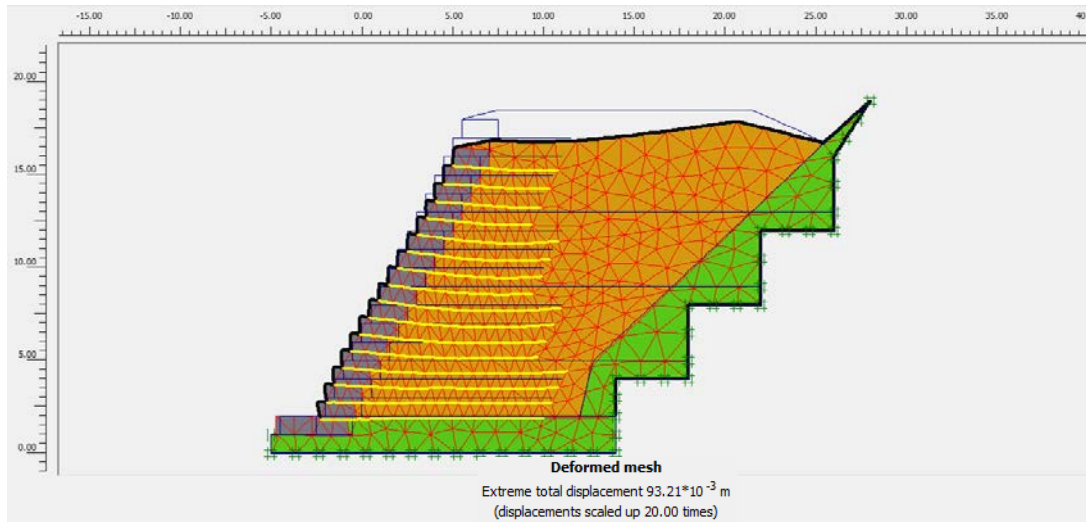 -15.00 -10.00 -5.00 0.00 5.00 10.00 15.00 20.00 25.00 30.00 35.00 40
20.00
15.00
10.00
5.00
0.00
Deformed mesh
Extreme total displacement 93.21*10⁻³ m
(displacements scaled up 20.00 times)